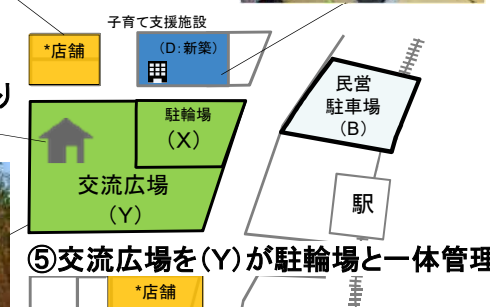 子育て支援施設
*店舗
(D:新築)
り
駐輪場
(X)
民営
駐車場
(B)
交流広場
(Y)
駅
⑤交流広場を(Y)が駐輪場と一体管理
*店舗